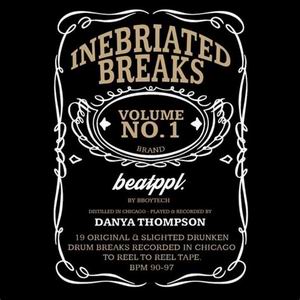 INEBRIATED
BREAKS
VOLUME
NO. 1
BRAND
beatppl.
BY BBOYTECH
DISTILLED IN CHICAGO - PLAYED & RECORDED BY
DANYA THOMPSON
19 ORIGINAL & SLIGHTED DRUNKEN
DRUM BREAKS RECORDED IN CHICAGO
TO REEL TO REEL TAPE.
BPM 90-97